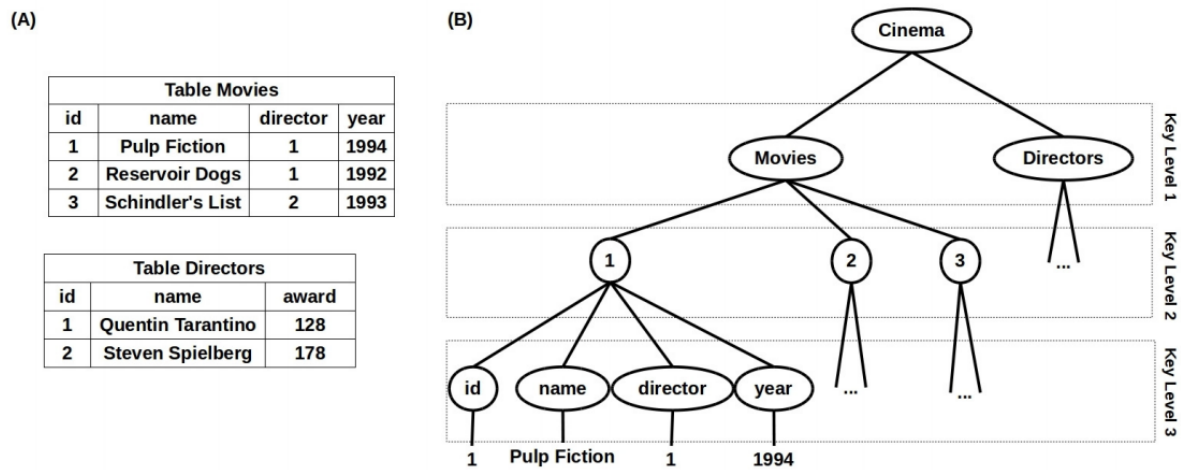 (A)
Table Movies
id name director year
1 Pulp Fiction 1 1994
2 Reservoir Dogs 1 1992
3 Schindler's List 2 1993
Table Directors
id name award
1 Quentin Tarantino 128
2 Steven Spielberg 178
(B)
Cinema
Movies Directors
...
1 2 3
id name director year
... ...
1 Pulp Fiction 1 1994
Key Level 1
Key Level 2
Key Level 3